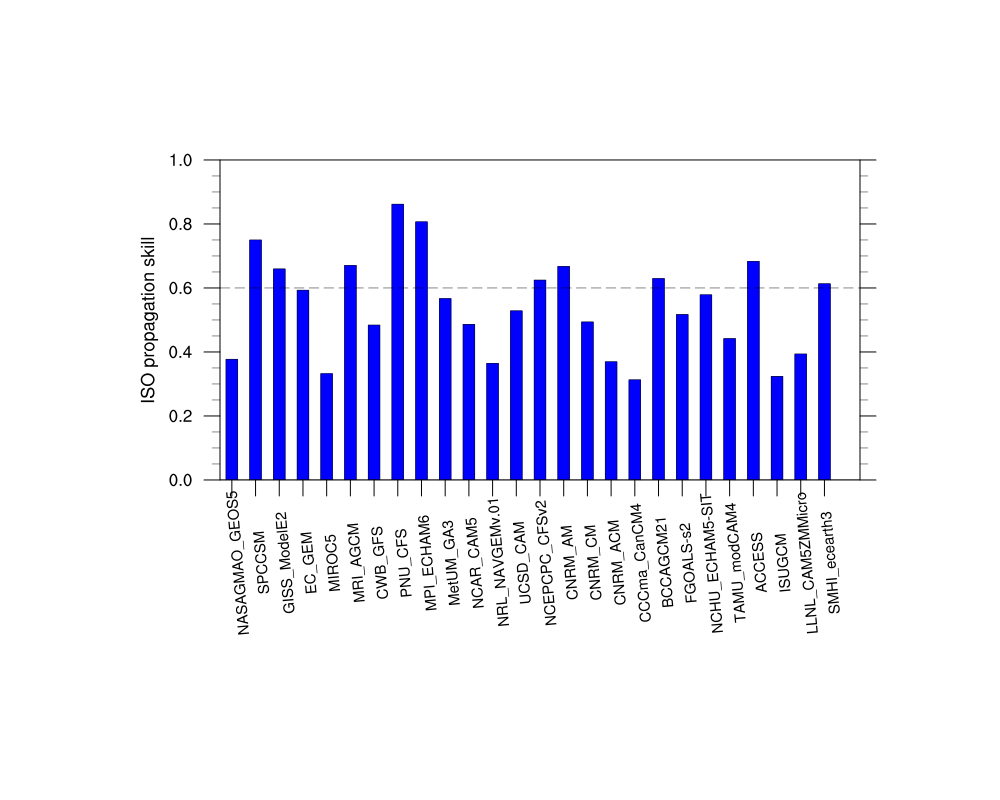 ISO propagation skill
1.0
0.8
0.6
0.4
0.2
0.0
NASAGMAO_GEOS5
SPCCSM
GISS_ModelE2
EC_GEM
MIROC5
MRI_AGCM
CWB_GFS
PNU_CFS
MPI_ECHAM6
MetUM_GA3
NCAR_CAM5
NRL_NAVGEMv.01
UCSD_CAM
NCEPCPC_CFSv2
CNRM_AM
CNRM_CM
CNRM_ACM
CCCma_CanCM4
BCCAGCM21
FGOALS-s2
NCHU_ECHAM5-SIT
TAMU_modCAM4
ACCESS
ISUGCM
LLNL_CAM5ZMMicro
SMHI_ecearth3